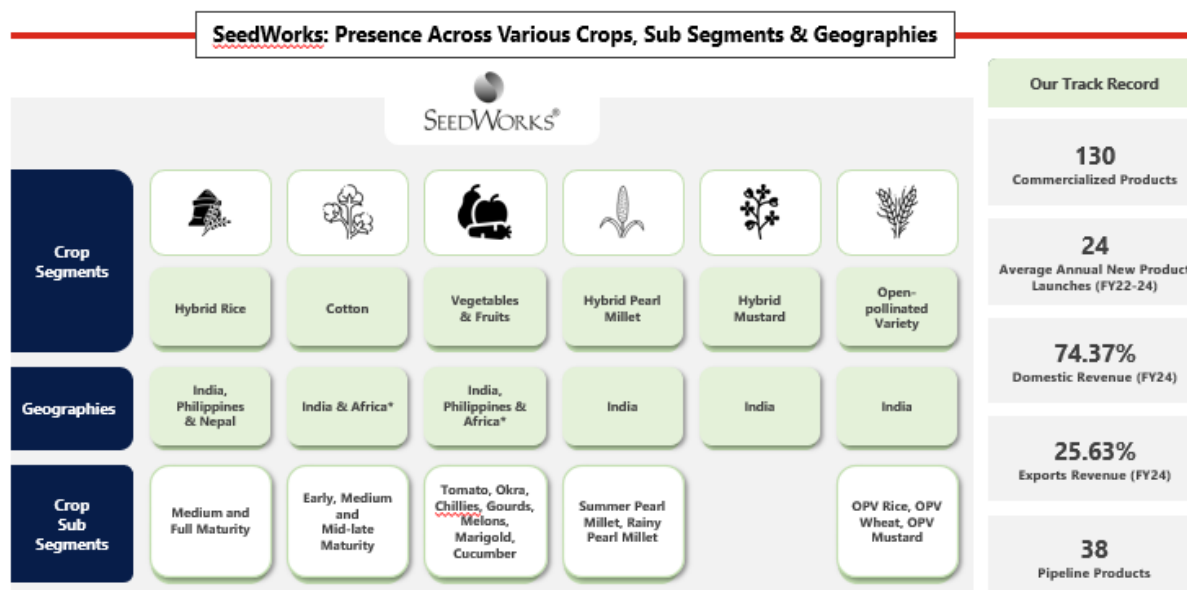 SeedWorks: Presence Across Various Crops, Sub Segments & Geographies
SEEDWORKS®
Crop
Segments
Hybrid Rice
Cotton
Vegetables
& Fruits
Hybrid Pearl
Millet
Hybrid
Mustard
Open-
pollinated
Variety
Geographies
India,
Philippines
& Nepal
India & Africa*
India,
Philippines &
Africa*
India
India
India
Crop
Sub
Segments
Medium and
Full Maturity
Early, Medium
and
Mid-late
Maturity
Tomato, Okra,
Chillies, Gourds,
Melons,
Marigold,
Cucumber
Summer Pearl
Millet, Rainy
Pearl Millet
OPV Rice, OPV
Wheat, OPV
Mustard
Our Track Record
130
Commercialized Products
24
Average Annual New Product
Launches (FY22-24)
74.37%
Domestic Revenue (FY24)
25.63%
Exports Revenue (FY24)
38
Pipeline Products